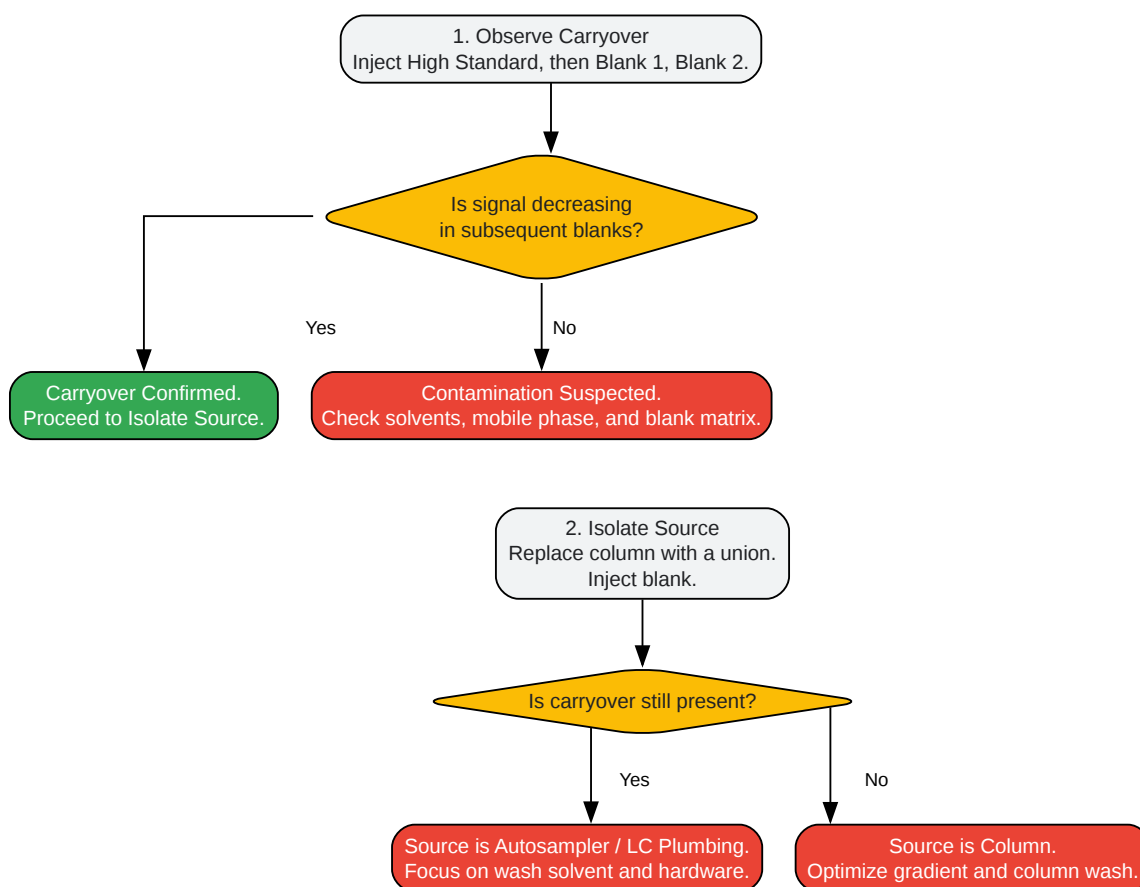 1. Observe Carryover
Inject High Standard, then Blank 1, Blank 2.
Is signal decreasing
in subsequent blanks?
Yes
No
Carryover Confirmed.
Proceed to Isolate Source.
Contamination Suspected.
Check solvents, mobile phase, and blank matrix.
2. Isolate Source
Replace column with a union.
Inject blank.
Is carryover still present?
Yes
No
Source is Autosampler / LC Plumbing.
Focus on wash solvent and hardware.
Source is Column.
Optimize gradient and column wash.